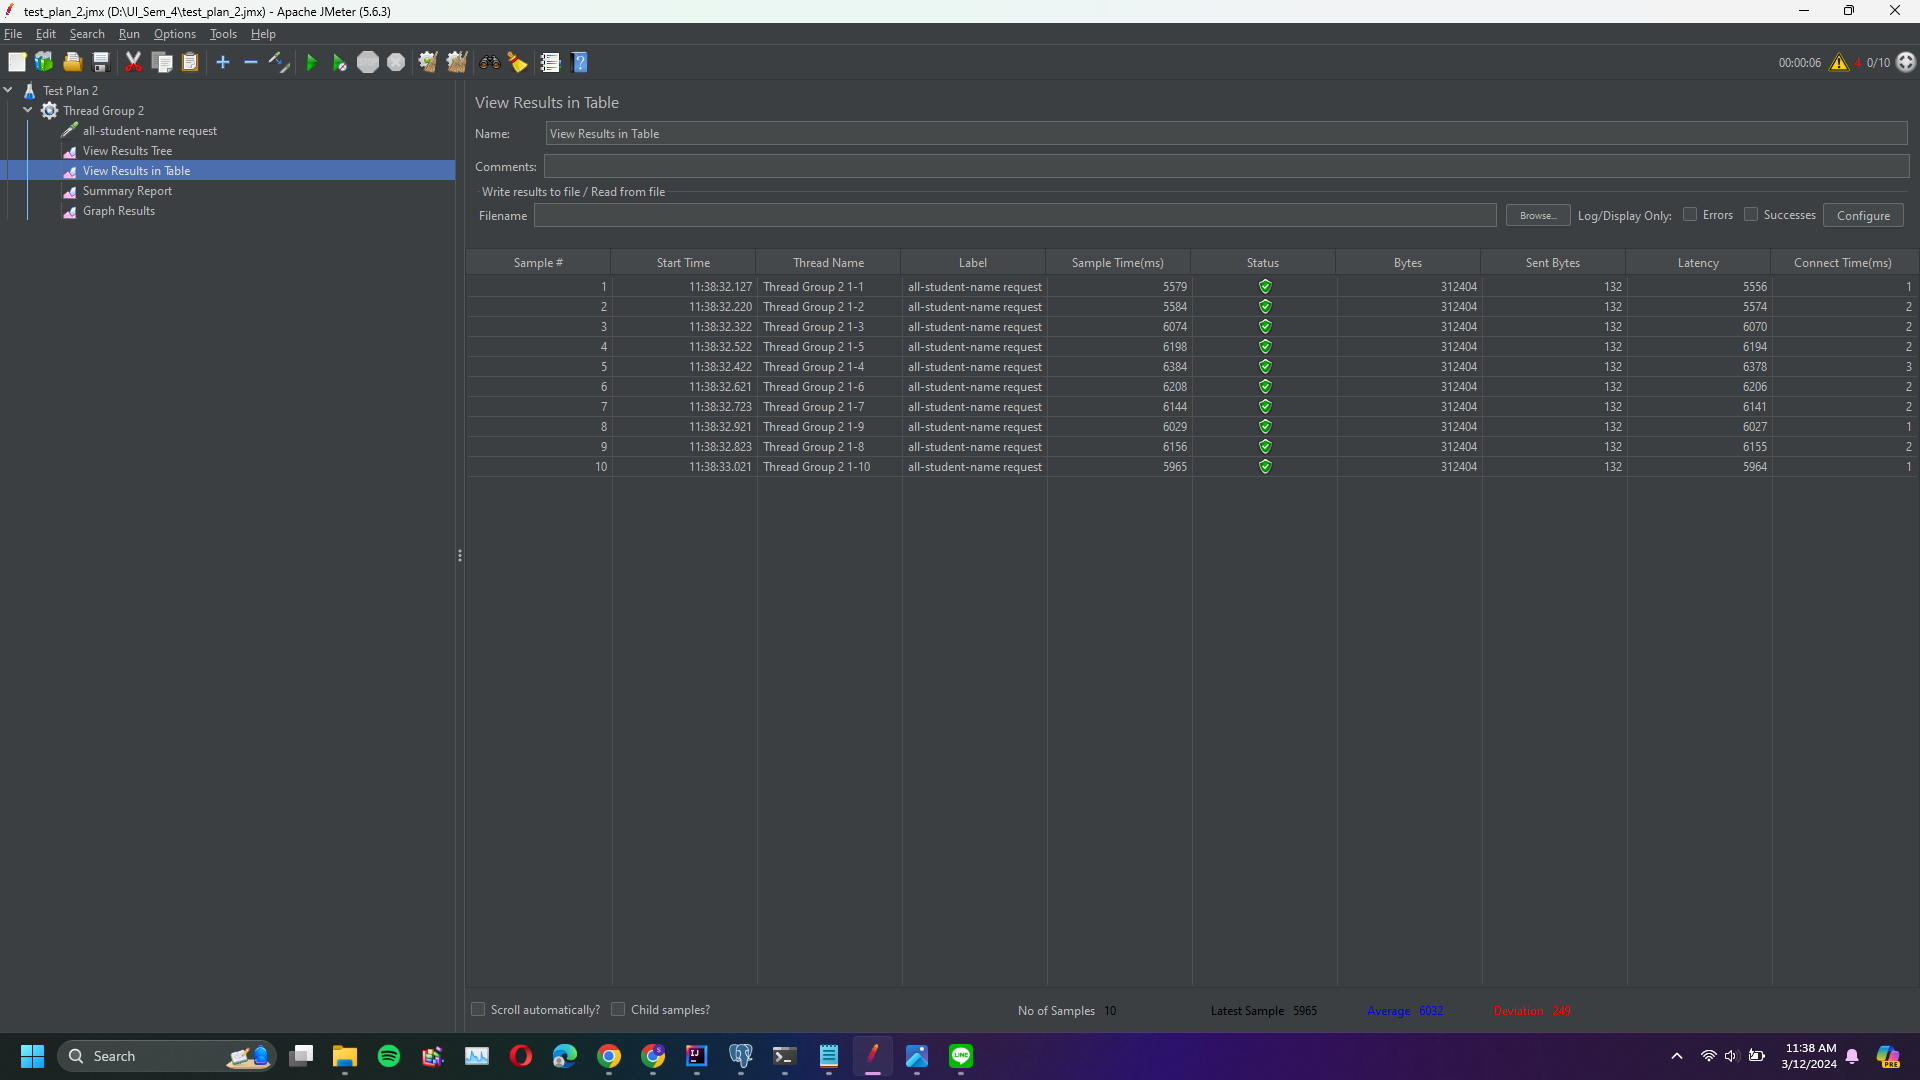 test_plan_2.jmx (D:\UI_Sem_4\test_plan_2.jmx) - Apache JMeter (5.6.3)
File Edit Search Run Options Tools Help
STOP
00:00:06 4 0/10
Test Plan 2
Thread Group 2
all-student-name request
View Results Tree
View Results in Table
Summary Report
Graph Results
View Results in Table
Name: View Results in Table
Comments:
Write results to file / Read from file
Filename Browse... Log/Display Only: Errors Successes Configure
Sample # Start Time Thread Name Label Sample Time(ms) Status Bytes Sent Bytes Latency Connect Time(ms)
1 11:38:32.127 Thread Group 2 1-1 all-student-name request 5579 312404 132 5556 1
2 11:38:32.220 Thread Group 2 1-2 all-student-name request 5584 312404 132 5574 2
3 11:38:32.322 Thread Group 2 1-3 all-student-name request 6074 312404 132 6070 2
4 11:38:32.522 Thread Group 2 1-5 all-student-name request 6198 312404 132 6194 2
5 11:38:32.422 Thread Group 2 1-4 all-student-name request 6384 312404 132 6378 3
6 11:38:32.621 Thread Group 2 1-6 all-student-name request 6208 312404 132 6206 2
7 11:38:32.723 Thread Group 2 1-7 all-student-name request 6144 312404 132 6141 2
8 11:38:32.921 Thread Group 2 1-9 all-student-name request 6029 312404 132 6027 1
9 11:38:32.823 Thread Group 2 1-8 all-student-name request 6156 312404 132 6155 2
10 11:38:33.021 Thread Group 2 1-10 all-student-name request 5965 312404 132 5964 1
Scroll automatically? Child samples? No of Samples 10 Latest Sample 5965 Average 6032 Deviation 249
Search
11:38 AM
3/12/2024